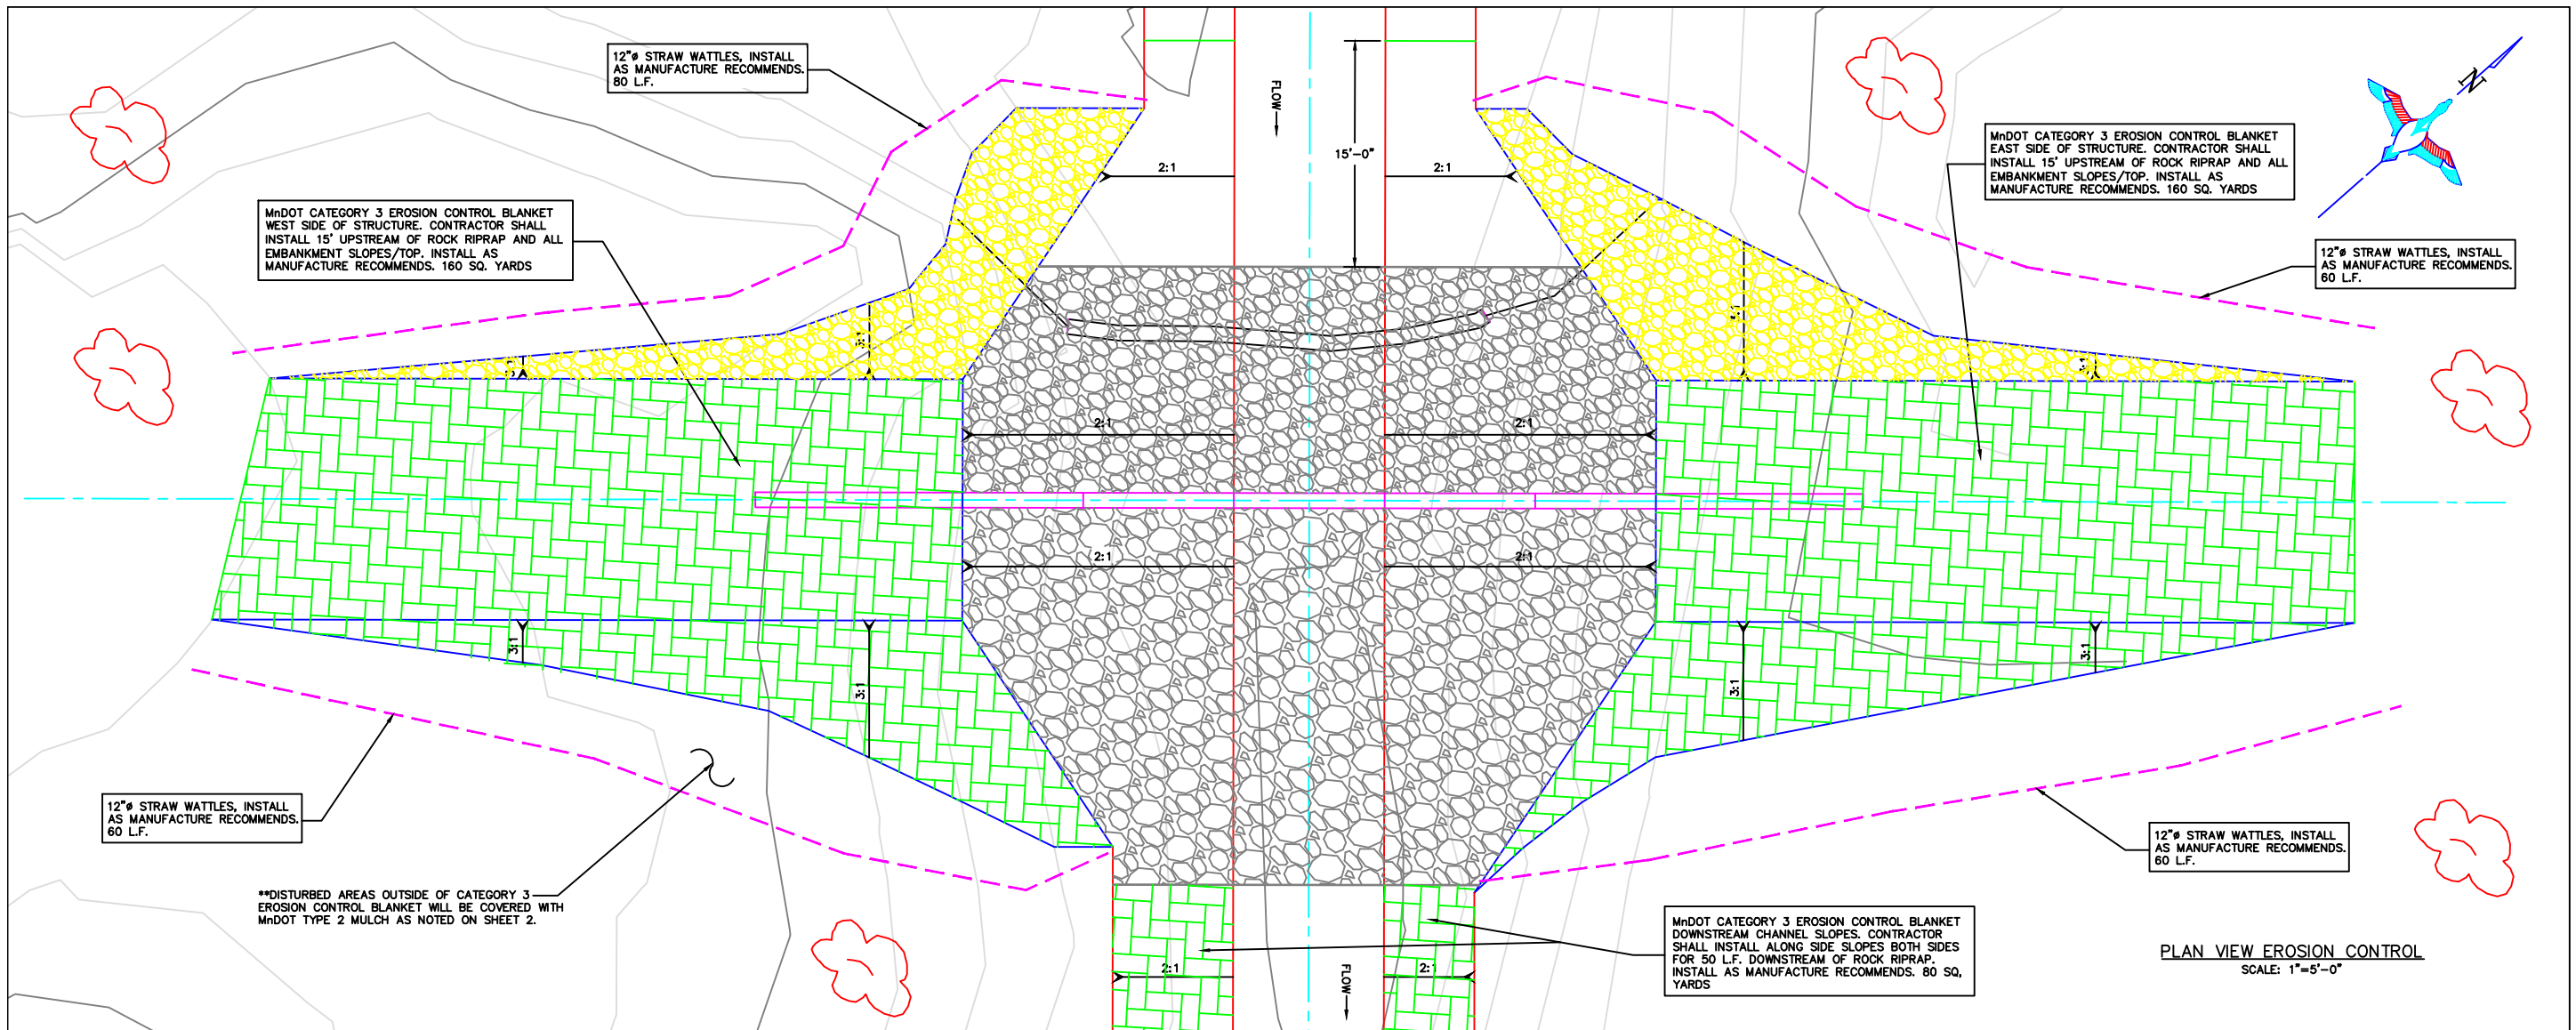 12"ø STRAW WATTLES, INSTALL
AS MANUFACTURE RECOMMENDS.
80 L.F.
FLOW
15'-0"
N
MnDOT CATEGORY 3 EROSION CONTROL BLANKET
EAST SIDE OF STRUCTURE. CONTRACTOR SHALL
INSTALL 15' UPSTREAM OF ROCK RIPRAP AND ALL
EMBANKMENT SLOPES/TOP. INSTALL AS
MANUFACTURE RECOMMENDS. 160 SQ. YARDS
2:1
2:1
MnDOT CATEGORY 3 EROSION CONTROL BLANKET
WEST SIDE OF STRUCTURE. CONTRACTOR SHALL
INSTALL 15' UPSTREAM OF ROCK RIPRAP AND ALL
EMBANKMENT SLOPES/TOP. INSTALL AS
MANUFACTURE RECOMMENDS. 160 SQ. YARDS
12"ø STRAW WATTLES, INSTALL
AS MANUFACTURE RECOMMENDS.
60 L.F.
3:1
2:1
2:1
2:1
2:1
3:1
3:1
3:1
3:1
12"ø STRAW WATTLES, INSTALL
AS MANUFACTURE RECOMMENDS.
60 L.F.
12"ø STRAW WATTLES, INSTALL
AS MANUFACTURE RECOMMENDS.
60 L.F.
**DISTURBED AREAS OUTSIDE OF CATEGORY 3
EROSION CONTROL BLANKET WILL BE COVERED WITH
MnDOT TYPE 2 MULCH AS NOTED ON SHEET 2.
MnDOT CATEGORY 3 EROSION CONTROL BLANKET
DOWNSTREAM CHANNEL SLOPES. CONTRACTOR
SHALL INSTALL ALONG SIDE SLOPES BOTH SIDES
FOR 50 L.F. DOWNSTREAM OF ROCK RIPRAP.
INSTALL AS MANUFACTURE RECOMMENDS. 80 SQ.
YARDS
2:1
FLOW
2:1
PLAN VIEW EROSION CONTROL
SCALE: 1"=5'-0"